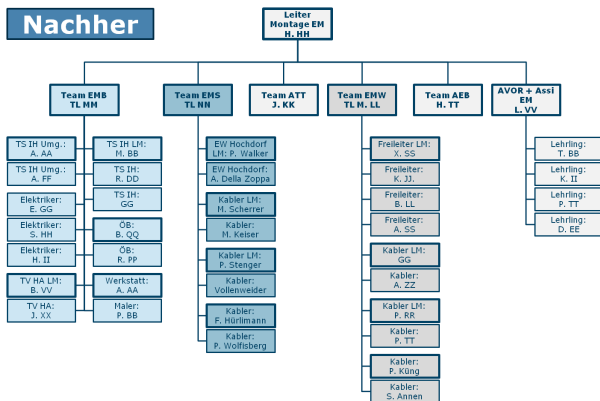 Nachher
Leiter
Montage EM
H. HH
Team EMB
TL MM
Team EMS
TL NN
Team ATT
J. KK
Team EMW
TL M. LL
Team AEB
H. TT
AVOR + Assi
EM
L. VV
TS IH Umg.:
A. AA
TS IH Umg.:
A. FF
Elektriker:
E. GG
Elektriker:
S. HH
Elektriker:
H. II
TV HA LM:
B. VV
TV HA:
J. XX
TS IH LM:
M. BB
TS IH:
R. DD
TS IH:
GG
ÖB:
B. QQ
ÖB:
R. PP
Werkstatt:
A. AA
Maler:
P. BB
EW Hochdorf
LM: P. Walker
EW Hochdorf:
A. Della Zoppa
Kabler LM:
M. Scherrer
Kabler:
M. Keiser
Kabler LM:
P. Stenger
Kabler:
Vollenweider
Kabler:
F. Hürlimann
Kabler:
P. Wolfisberg
Freileiter LM:
X. SS
Freileiter:
K. JJ.
Freileiter:
B. LL
Freileiter:
A. SS
Kabler LM:
GG
Kabler:
A. ZZ
Kabler LM:
P. RR
Kabler:
P. TT
Kabler:
P. Küng
Kabler:
S. Annen
Lehrling:
T. BB
Lehrling:
K. II
Lehrling:
P. TT
Lehrling:
D. EE